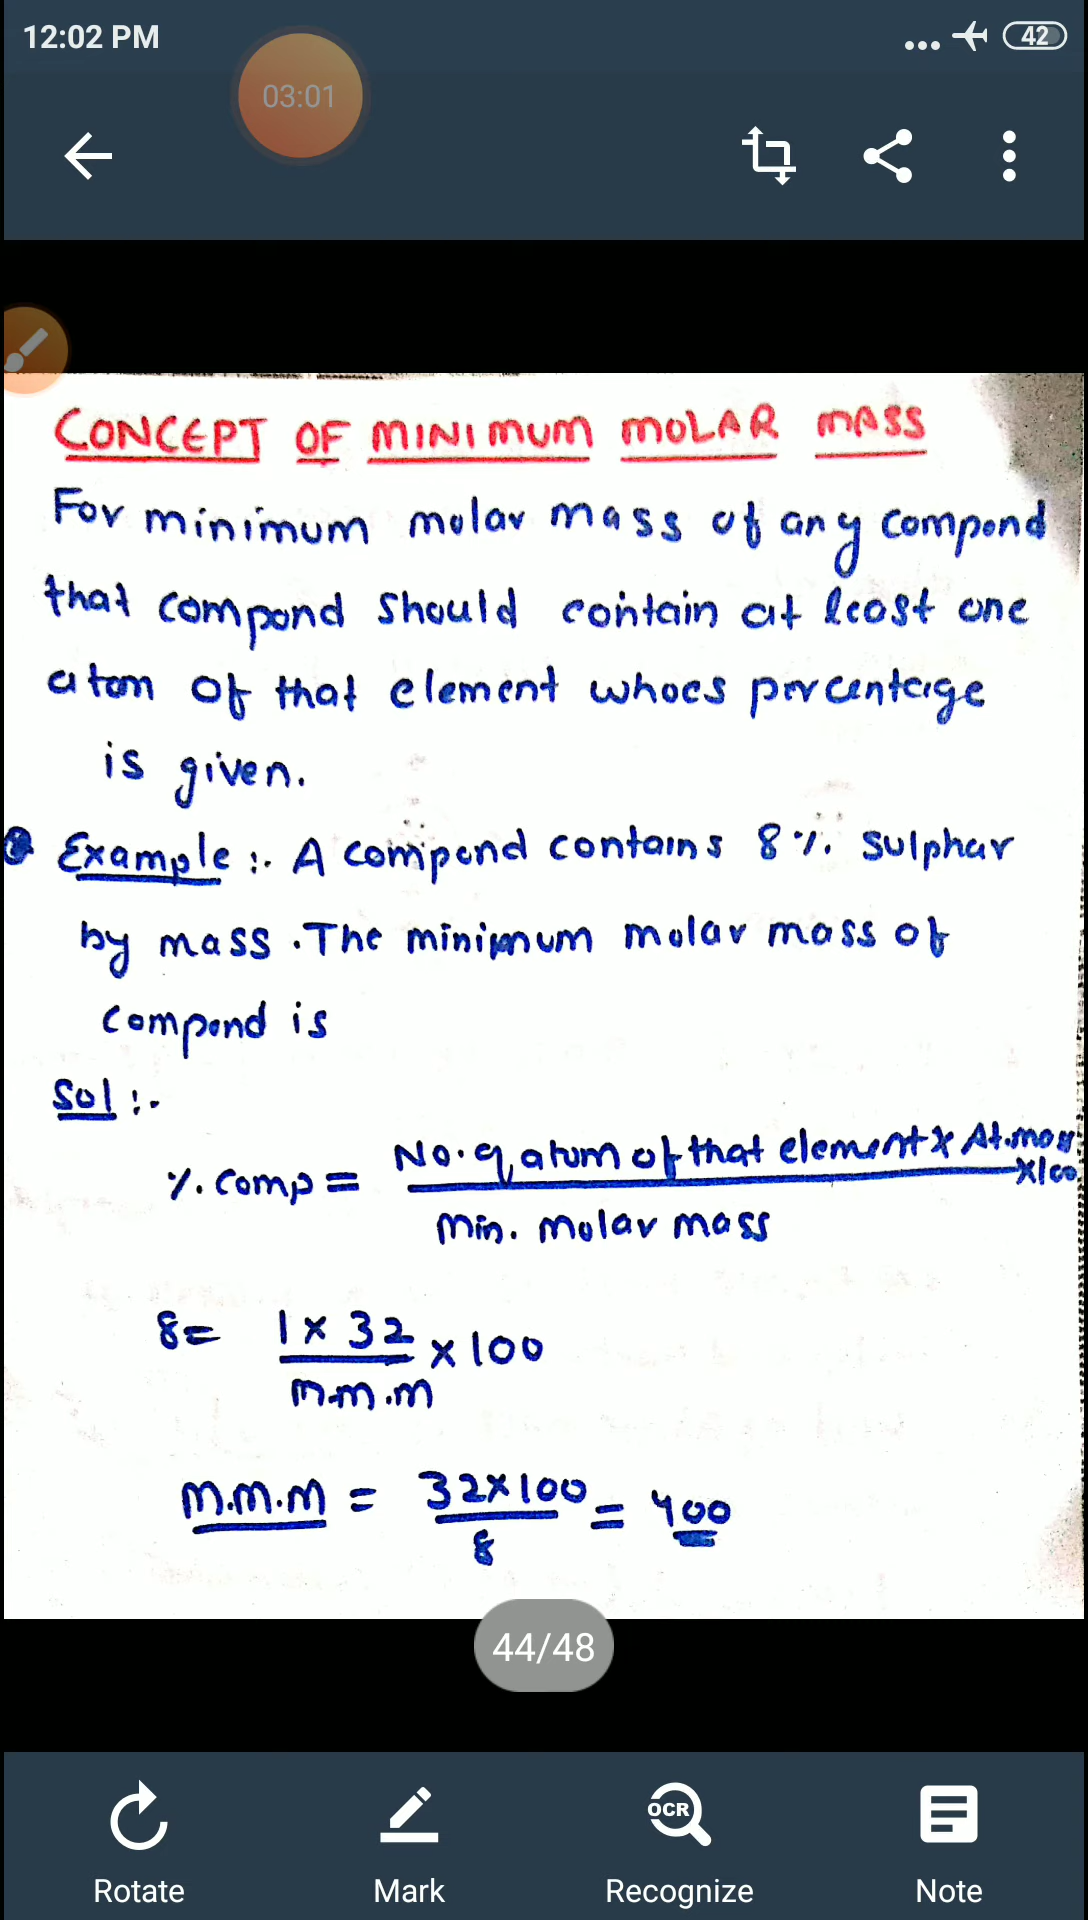 12:02 PM
42
03:01
CONCEPT OF MINIMUM MOLAR MASS
For minimum molar mass of any compond
that compond should contain at least one
atom of that element whoes percentage
is given.
Example :- A compond contains 8% sulphar
by mass. The minimum molar mass of
compond is
Sol :-
%. comp = No. of atom of that element x At. mass x100
Min. molar mass
8 = 1 x 32 x 100
m.m.m
m.m.m = 32x100 = 400
8
44/48
OCR
Rotate Mark Recognize Note